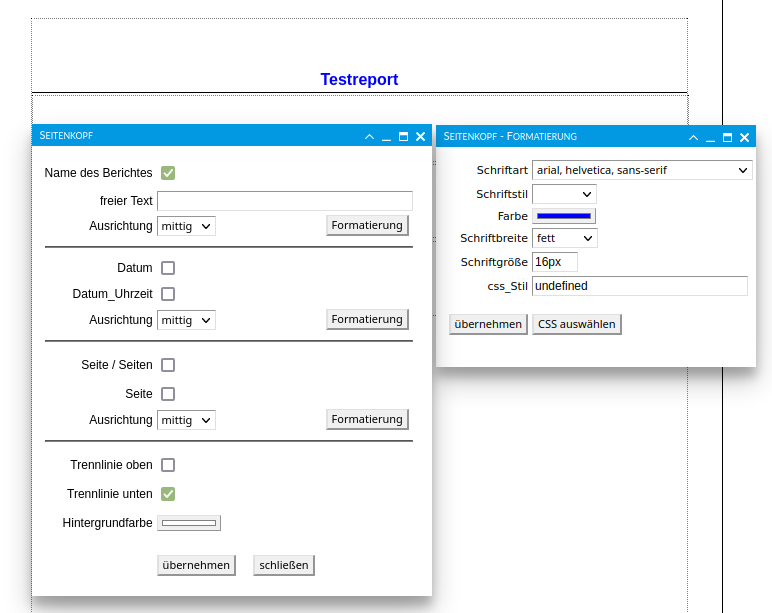 Testreport
Seitenkopf
Name des Berichtes
freier Text
Ausrichtung mittig Formatierung
Datum
Datum_Uhrzeit
Ausrichtung mittig Formatierung
Seite / Seiten
Seite
Ausrichtung mittig Formatierung
Trennlinie oben
Trennlinie unten
Hintergrundfarbe
übernehmen schließen
Seitenkopf - Formatierung
Schriftart arial, helvetica, sans-serif
Schriftstil
Farbe
Schriftbreite fett
Schriftgröße 16px
css_Stil undefined
übernehmen CSS auswählen